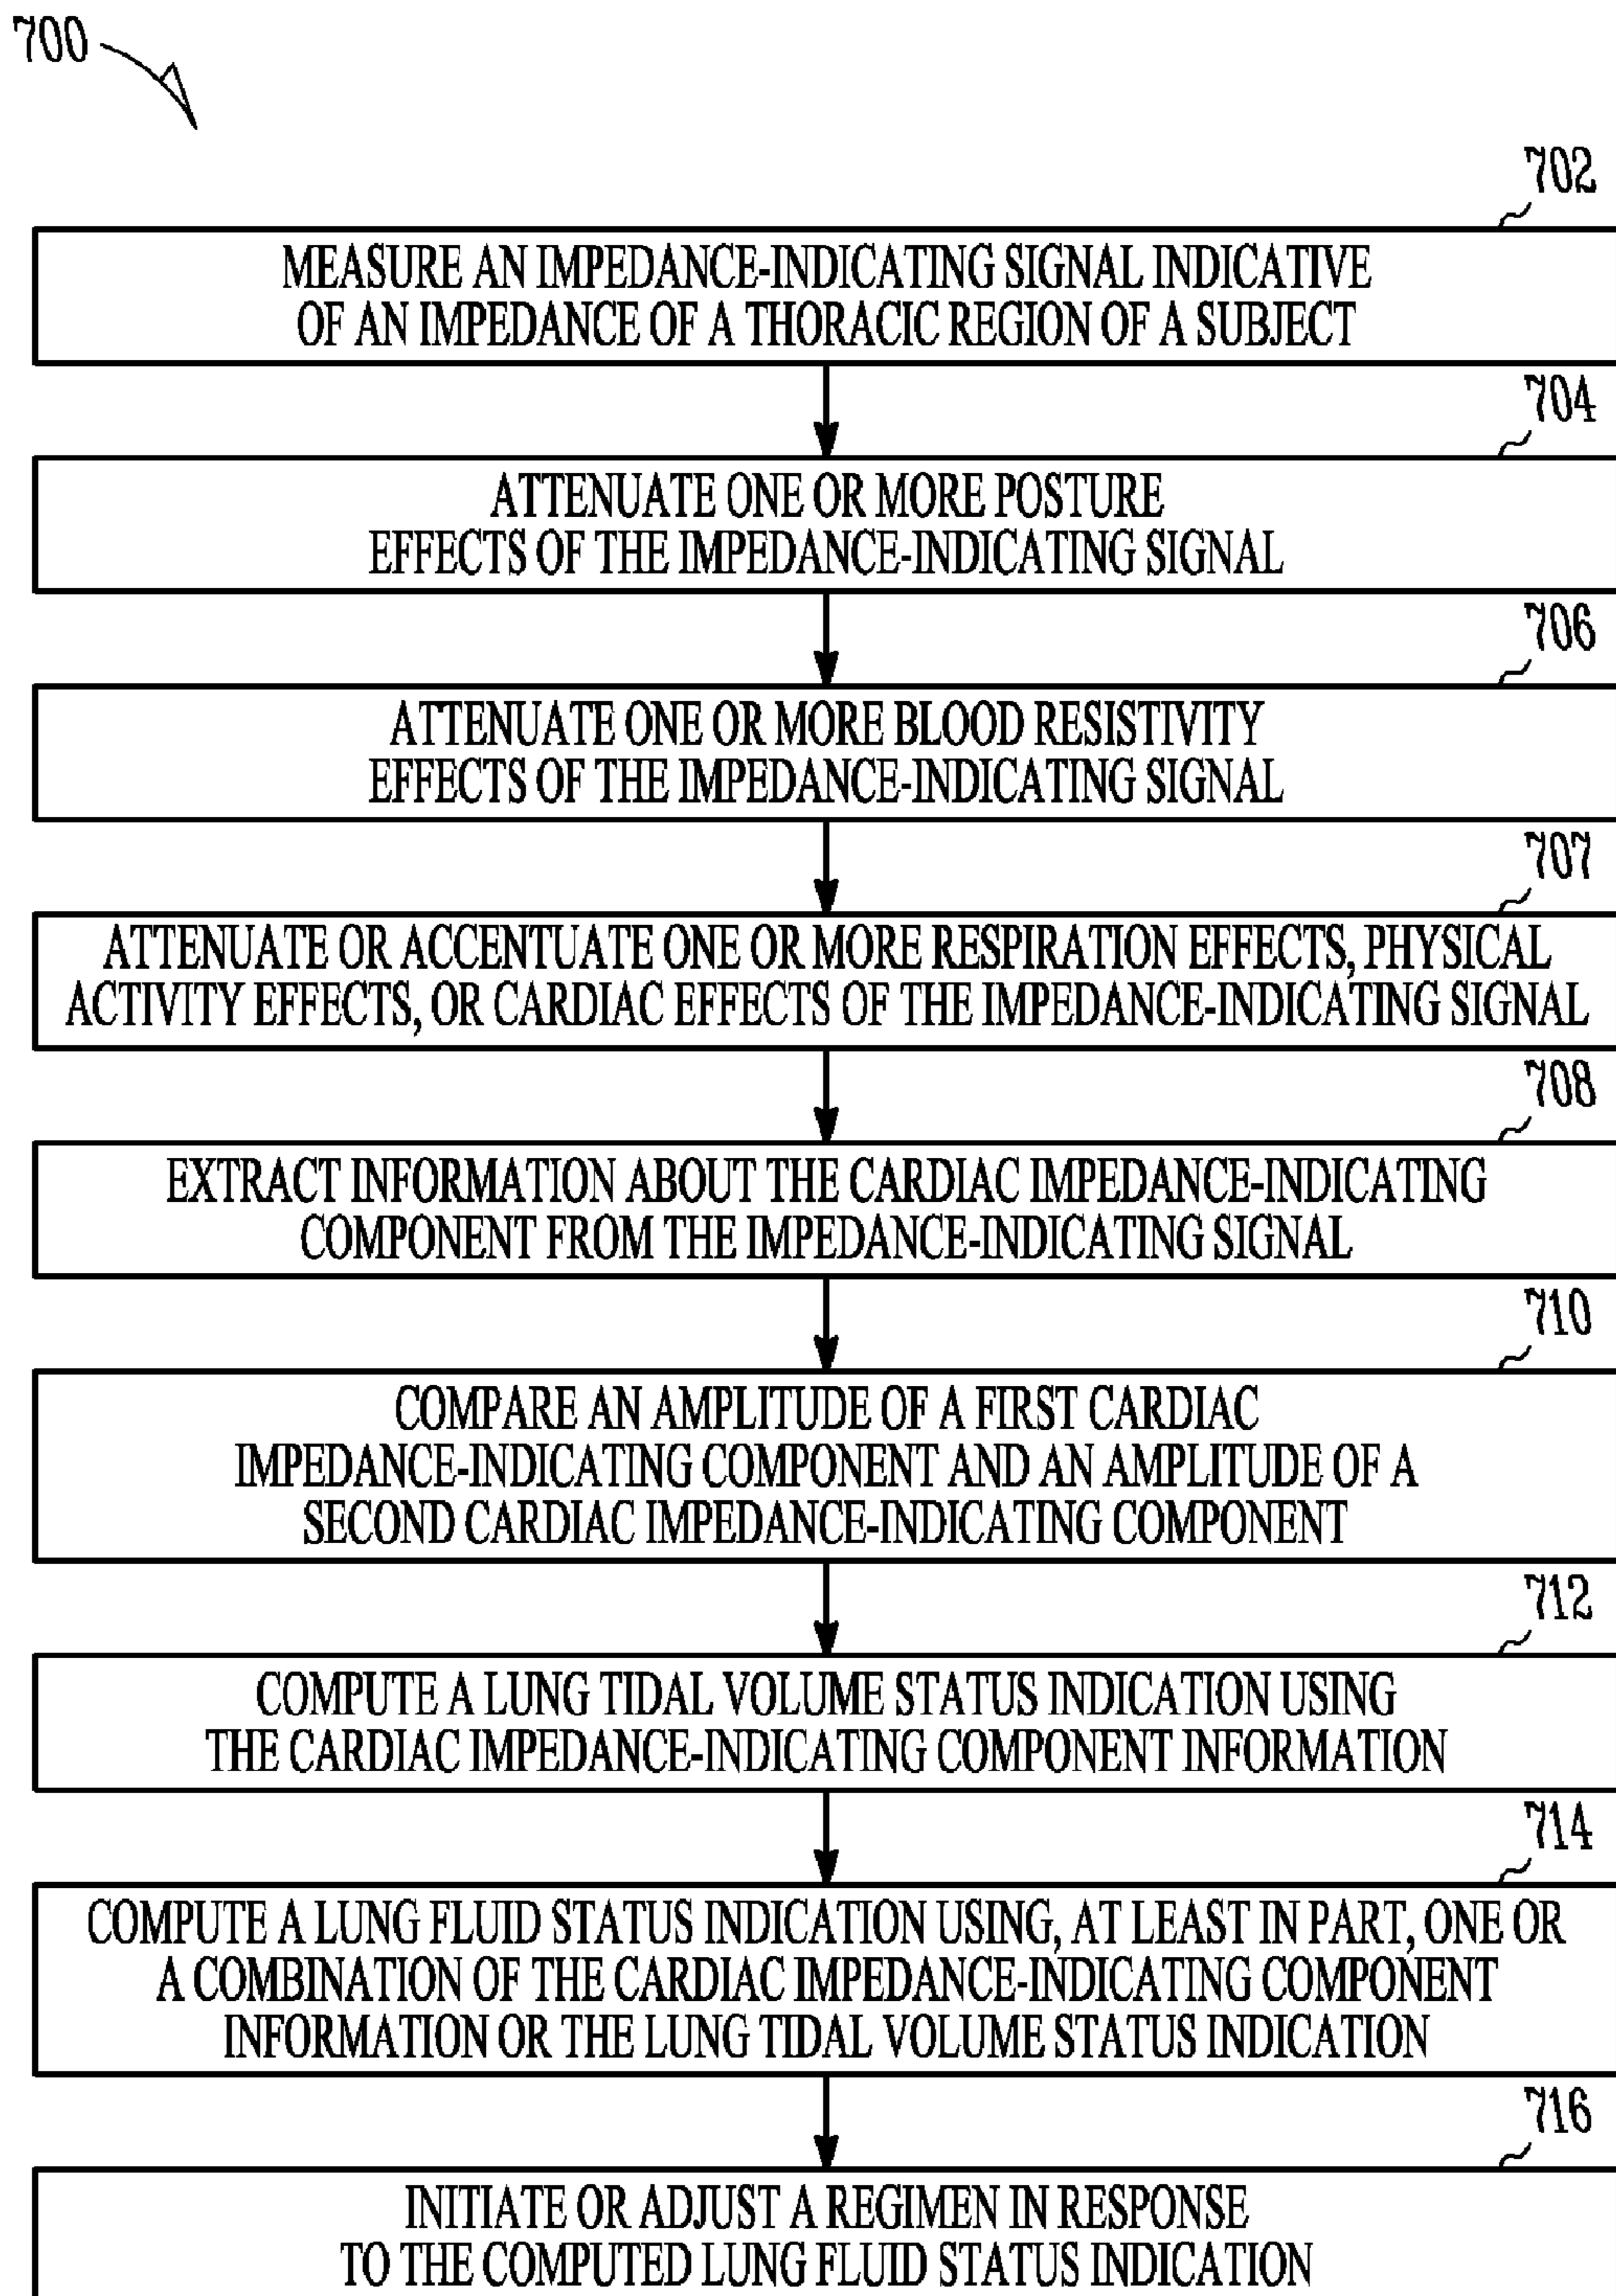 700
702
MEASURE AN IMPEDANCE-INDICATING SIGNAL INDICATIVE
OF AN IMPEDANCE OF A THORACIC REGION OF A SUBJECT
704
ATTENUATE ONE OR MORE POSTURE
EFFECTS OF THE IMPEDANCE-INDICATING SIGNAL
706
ATTENUATE ONE OR MORE BLOOD RESISTIVITY
EFFECTS OF THE IMPEDANCE-INDICATING SIGNAL
707
ATTENUATE OR ACCENTUATE ONE OR MORE RESPIRATION EFFECTS, PHYSICAL
ACTIVITY EFFECTS, OR CARDIAC EFFECTS OF THE IMPEDANCE-INDICATING SIGNAL
708
EXTRACT INFORMATION ABOUT THE CARDIAC IMPEDANCE-INDICATING
COMPONENT FROM THE IMPEDANCE-INDICATING SIGNAL
710
COMPARE AN AMPLITUDE OF A FIRST CARDIAC
IMPEDANCE-INDICATING COMPONENT AND AN AMPLITUDE OF A
SECOND CARDIAC IMPEDANCE-INDICATING COMPONENT
712
COMPUTE A LUNG TIDAL VOLUME STATUS INDICATION USING
THE CARDIAC IMPEDANCE-INDICATING COMPONENT INFORMATION
714
COMPUTE A LUNG FLUID STATUS INDICATION USING, AT LEAST IN PART, ONE OR
A COMBINATION OF THE CARDIAC IMPEDANCE-INDICATING COMPONENT
INFORMATION OR THE LUNG TIDAL VOLUME STATUS INDICATION
716
INITIATE OR ADJUST A REGIMEN IN RESPONSE
TO THE COMPUTED LUNG FLUID STATUS INDICATION